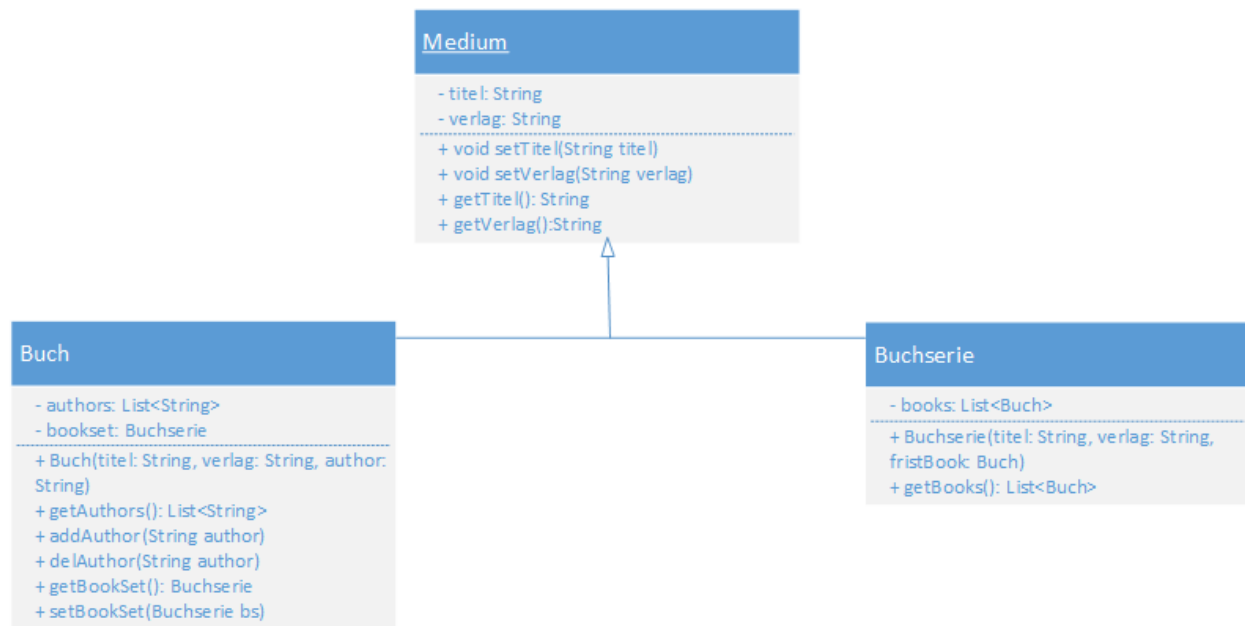 Medium
- titel: String
- verlag: String
+ void setTitel(String titel)
+ void setVerlag(String verlag)
+ getTitel(): String
+ getVerlag():String
Buch
- authors: List<String>
- bookset: Buchserie
+ Buch(titel: String, verlag: String, author:
String)
+ getAuthors(): List<String>
+ addAuthor(String author)
+ delAuthor(String author)
+ getBookSet(): Buchserie
+ setBookSet(Buchserie bs)
Buchserie
- books: List<Buch>
+ Buchserie(titel: String, verlag: String,
fristBook: Buch)
+ getBooks(): List<Buch>